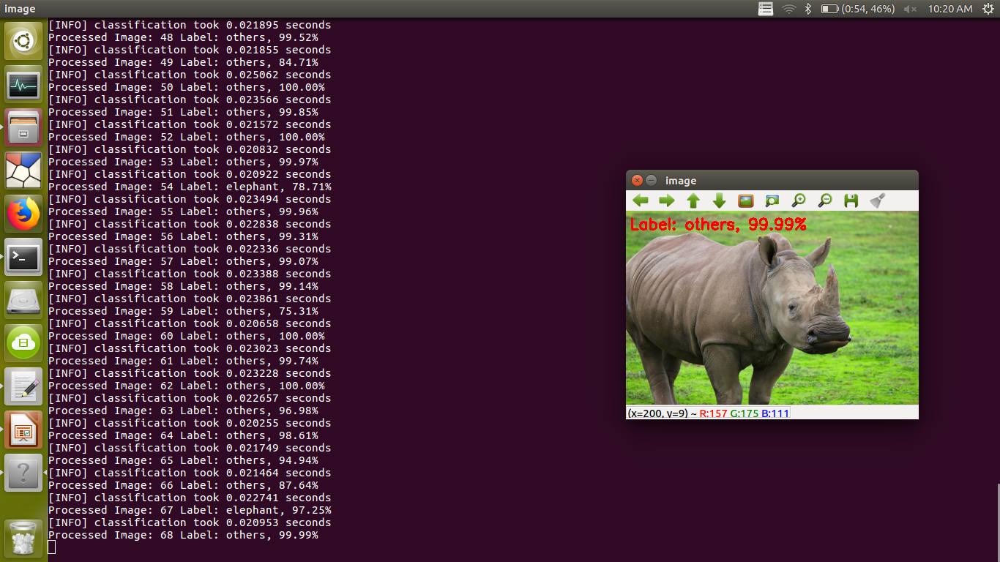 image
(0:54, 46%)
10:20 AM
[INFO] classification took 0.021895 seconds
Processed Image: 48 Label: others, 99.52%
[INFO] classification took 0.021855 seconds
Processed Image: 49 Label: others, 84.71%
[INFO] classification took 0.025062 seconds
Processed Image: 50 Label: others, 100.00%
[INFO] classification took 0.023566 seconds
Processed Image: 51 Label: others, 99.85%
[INFO] classification took 0.021572 seconds
Processed Image: 52 Label: others, 100.00%
[INFO] classification took 0.020832 seconds
Processed Image: 53 Label: others, 99.97%
[INFO] classification took 0.020922 seconds
Processed Image: 54 Label: elephant, 78.71%
[INFO] classification took 0.023494 seconds
Processed Image: 55 Label: others, 99.96%
[INFO] classification took 0.022838 seconds
Processed Image: 56 Label: others, 99.31%
[INFO] classification took 0.022336 seconds
Processed Image: 57 Label: others, 99.07%
[INFO] classification took 0.023388 seconds
Processed Image: 58 Label: others, 99.14%
[INFO] classification took 0.023861 seconds
Processed Image: 59 Label: others, 75.31%
[INFO] classification took 0.020658 seconds
Processed Image: 60 Label: others, 100.00%
[INFO] classification took 0.023023 seconds
Processed Image: 61 Label: others, 99.74%
[INFO] classification took 0.023228 seconds
Processed Image: 62 Label: others, 100.00%
[INFO] classification took 0.022657 seconds
Processed Image: 63 Label: others, 96.98%
[INFO] classification took 0.020255 seconds
Processed Image: 64 Label: others, 98.61%
[INFO] classification took 0.021749 seconds
Processed Image: 65 Label: others, 94.94%
[INFO] classification took 0.021464 seconds
Processed Image: 66 Label: others, 87.64%
[INFO] classification took 0.022741 seconds
Processed Image: 67 Label: elephant, 97.25%
[INFO] classification took 0.020953 seconds
Processed Image: 68 Label: others, 99.99%
image
Label: others, 99.99%
(x=200, y=9) ~ R:157 G:175 B:111